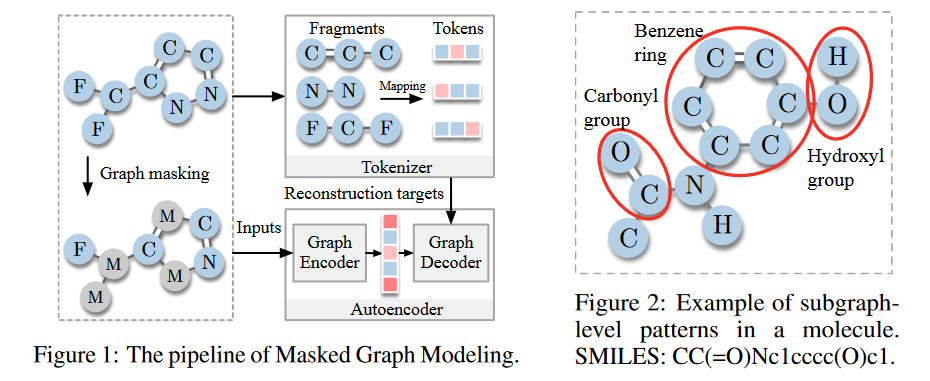 C
C
F
C
C
N
N
F
Graph masking
M
C
F
C
M
N
M
M
Inputs
Fragments
Tokens
C C C
N N
Mapping
F C F
Tokenizer
Reconstruction targets
Graph
Encoder
Graph
Decoder
Autoencoder
Figure 1: The pipeline of Masked Graph Modeling.
Benzene
ring
C C
H
Carbonyl
group
C
C
O
O
C C
Hydroxyl
group
C
N
C
H
Figure 2: Example of subgraph-
level patterns in a molecule.
SMILES: CC(=O)Nc1cccc(O)c1.